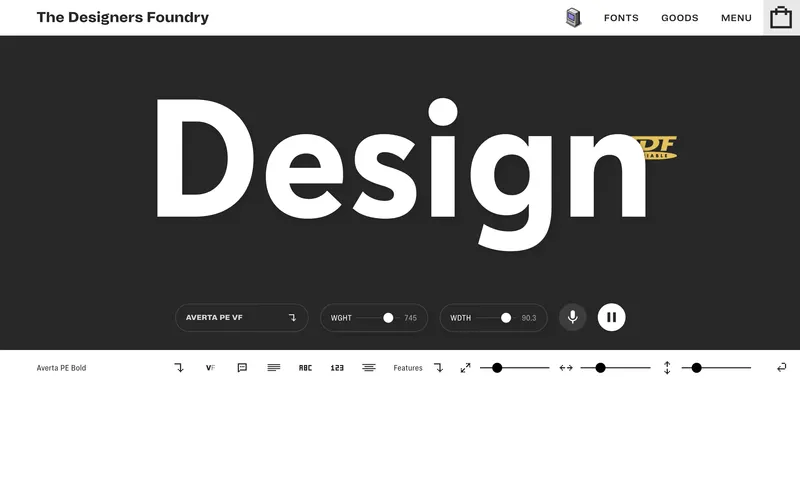 The Designers Foundry
FONTS
GOODS
MENU
Design
AVERTA PE VF
WGHT
745
WDTH
90.3
Averta PE Bold
VF
ABC
123
Features